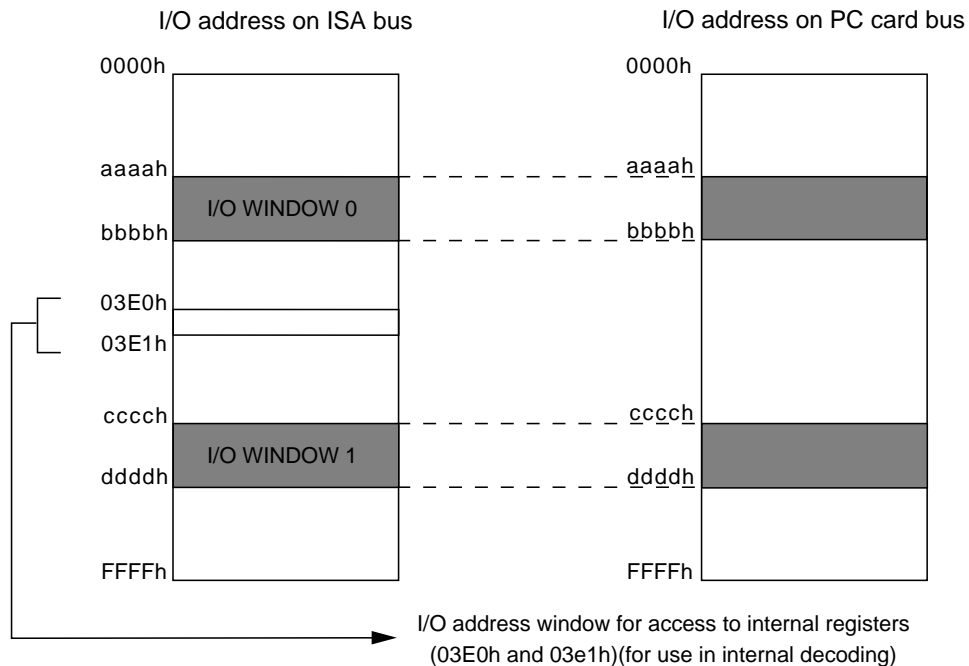 I/O address on ISA bus
I/O address on PC card bus
0000h
0000h
aaaah
aaaah
I/O WINDOW 0
bbbbh
bbbbh
03E0h
03E1h
cccch
cccch
I/O WINDOW 1
ddddh
ddddh
FFFFh
FFFFh
I/O address window for access to internal registers
(03E0h and 03e1h)(for use in internal decoding)